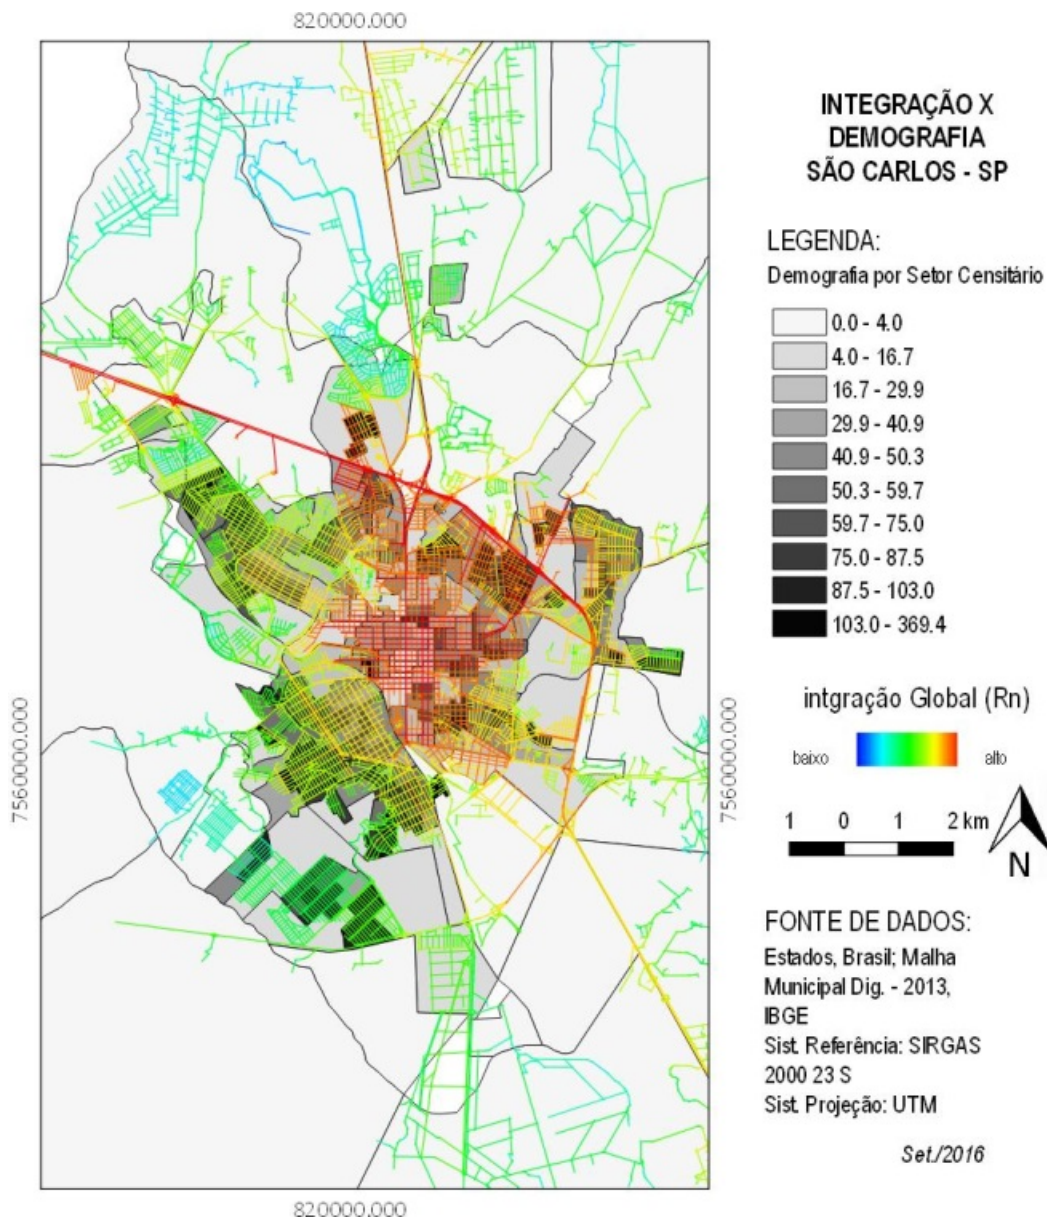 820000.000
INTEGRAÇÃO X
DEMOGRAFIA
SÃO CARLOS - SP
LEGENDA:
Demografia por Setor Censitário
0.0 - 4.0
4.0 - 16.7
16.7 - 29.9
29.9 - 40.9
40.9 - 50.3
50.3 - 59.7
59.7 - 75.0
75.0 - 87.5
87.5 - 103.0
103.0 - 369.4
intgração Global (Rn)
baixo
alto
7560000.000
7560000.000
1 0 1 2 km
N
FONTE DE DADOS:
Estados, Brasil; Malha
Municipal Dig. - 2013,
IBGE
Sist. Referência: SIRGAS
2000 23 S
Sist. Projeção: UTM
Set./2016
820000.000